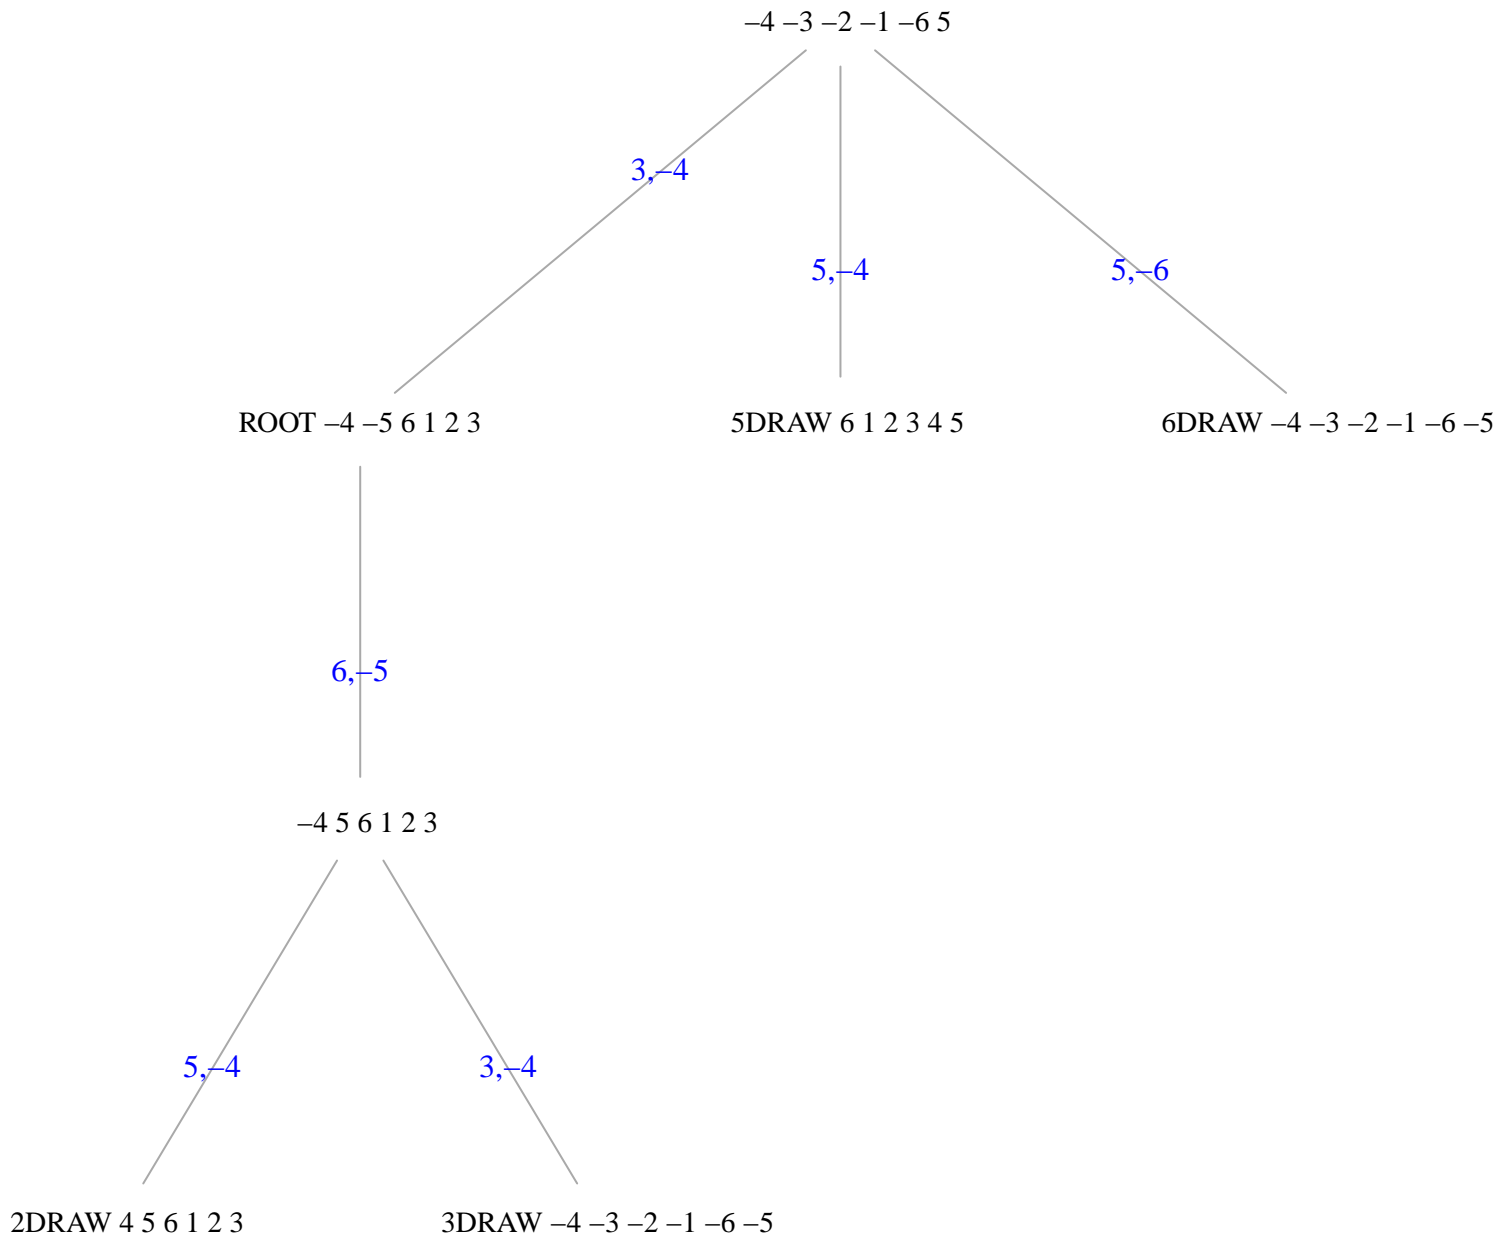 –4 –3 –2 –1 –6 5
3,–4
5,–4
5,–6
ROOT –4 –5 6 1 2 3
5DRAW 6 1 2 3 4 5
6DRAW –4 –3 –2 –1 –6 –5
6,–5
–4 5 6 1 2 3
5,–4
3,–4
2DRAW 4 5 6 1 2 3
3DRAW –4 –3 –2 –1 –6 –5